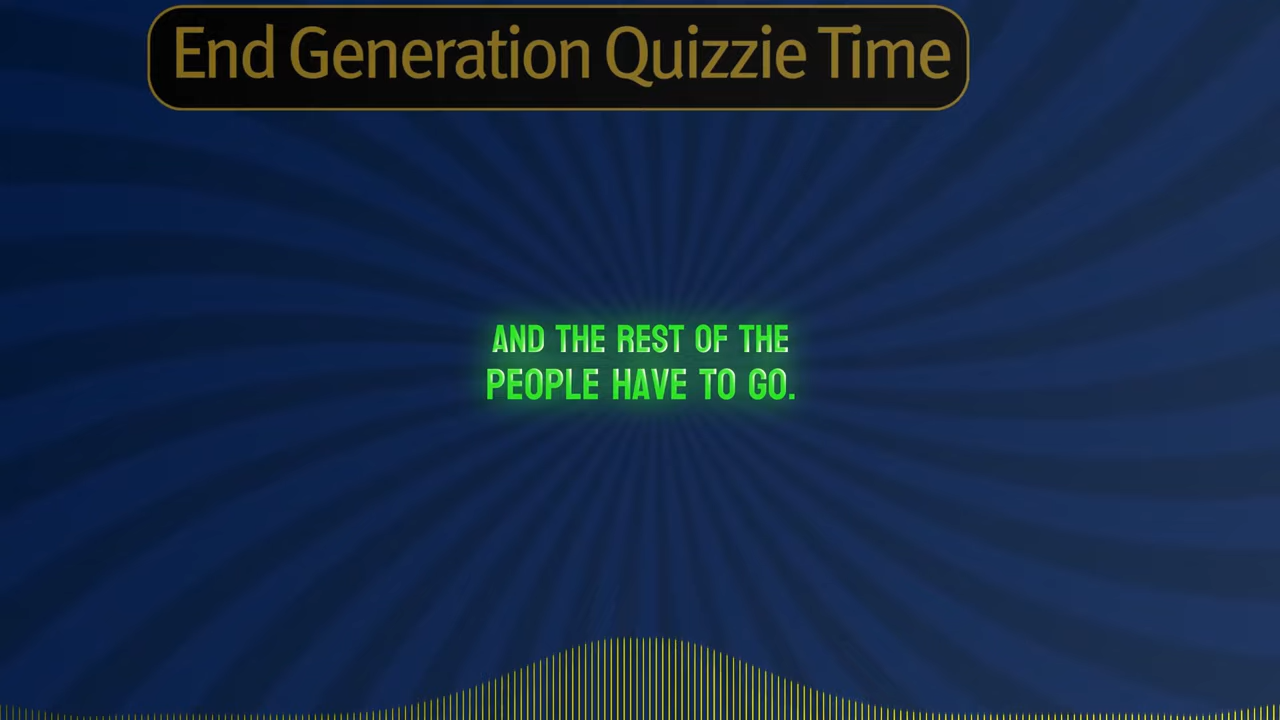 End Generation Quizzie Time
AND THE REST OF THE
PEOPLE HAVE TO GO.